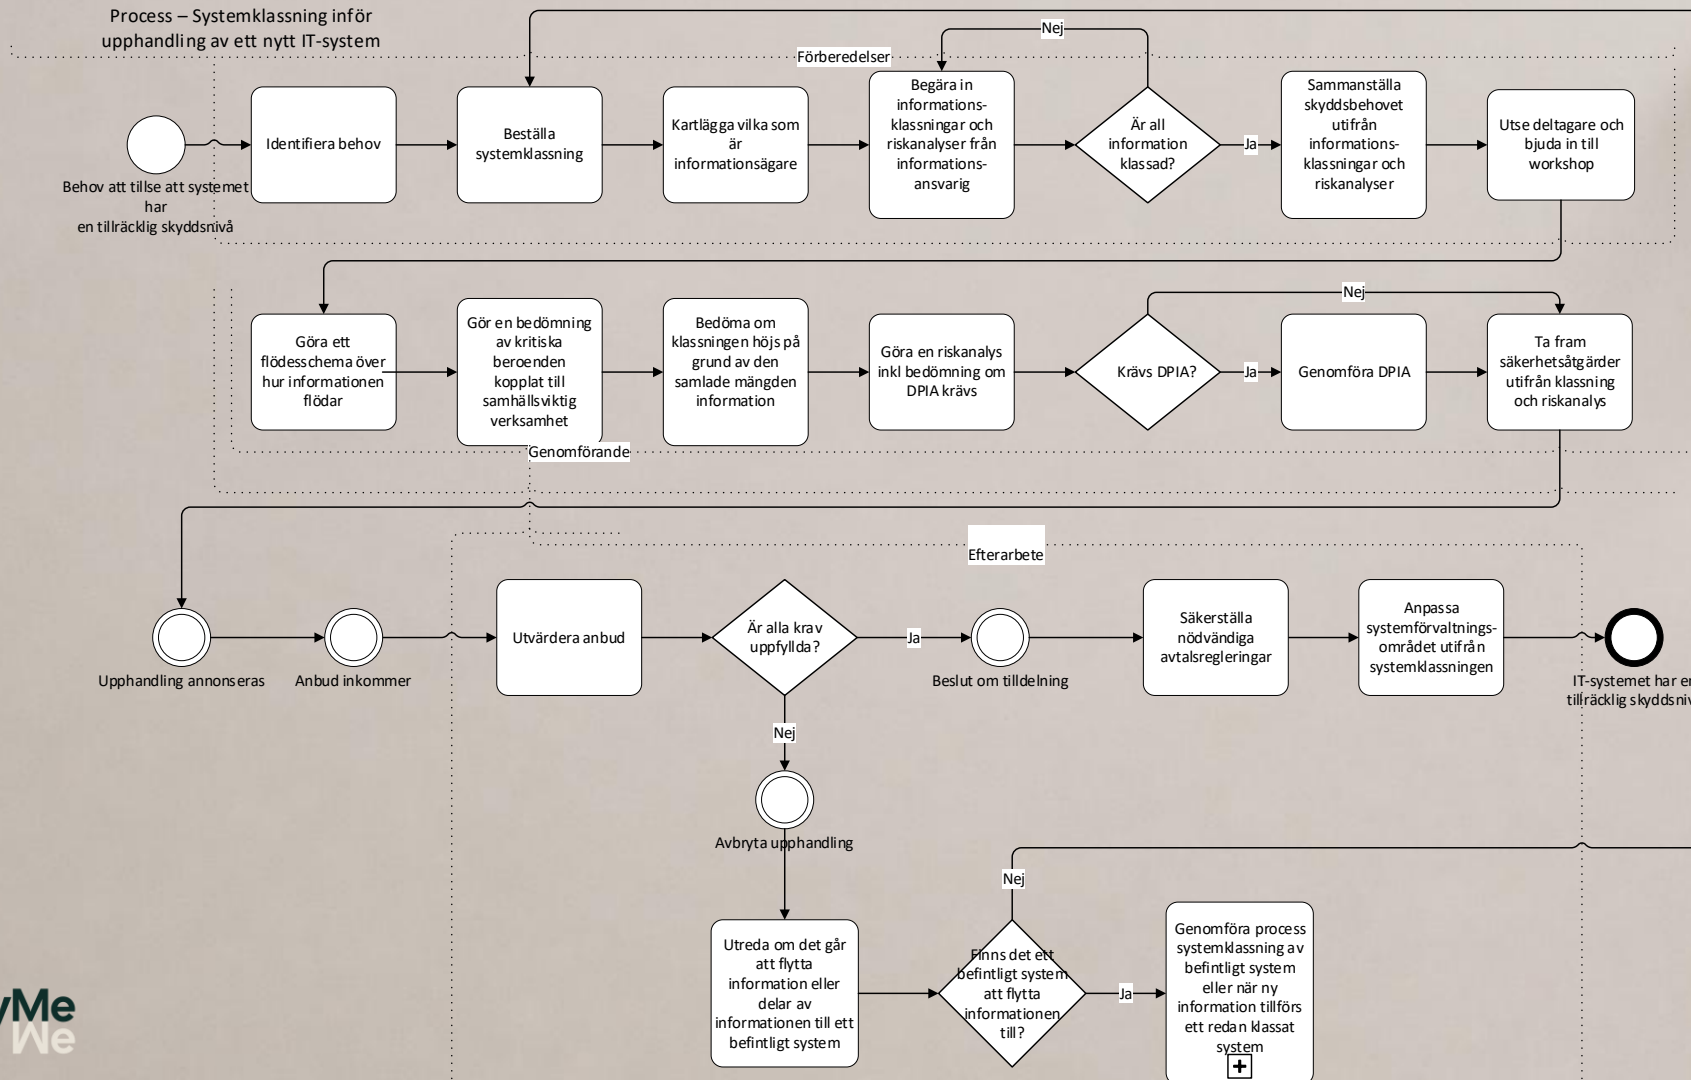 Process – Systemklassning inför
upphandling av ett nytt IT-system
Nej
Förberedelser
Behov att tillse att systemet
har
en tillräcklig skyddsnivå
Identifiera behov
Beställa
systemklassning
Kartlägga vilka som
är
informationsägare
Begära in
informations-
klassningar och
riskanalyser från
informations-
ansvarig
Är all
information
klassad?
Ja
Sammanställa
skyddsbehovet
utifrån
informations-
klassningar och
riskanalyser
Utse deltagare och
bjuda in till
workshop
Göra ett
flödesschema över
hur informationen
flödar
Gör en bedömning
av kritiska
beroenden
kopplat till
samhällsviktig
verksamhet
Bedöma om
klassningen höjs på
grund av den
samlade mängden
information
Göra en riskanalys
inkl bedömning om
DPIA krävs
Krävs DPIA?
Nej
Ja
Genomföra DPIA
Ta fram
säkerhetsåtgärder
utifrån klassning
och riskanalys
Genomförande
Efterarbete
Upphandling annonseras
Anbud inkommer
Utvärdera anbud
Är alla krav
uppfyllda?
Ja
Beslut om tilldelning
Säkerställa
nödvändiga
avtalsregleringar
Anpassa
systemförvaltnings-
området utifrån
systemklassningen
IT-systemet har en
tillräcklig skyddsniv
Nej
Avbryta upphandling
Utreda om det går
att flytta
information eller
delar av
informationen till ett
befintligt system
Nej
Finns det ett
befintligt system
att flytta
informationen
till?
Ja
Genomföra process
systemklassning av
befintligt system
eller när ny
information tillförs
ett redan klassat
system
yMe
We